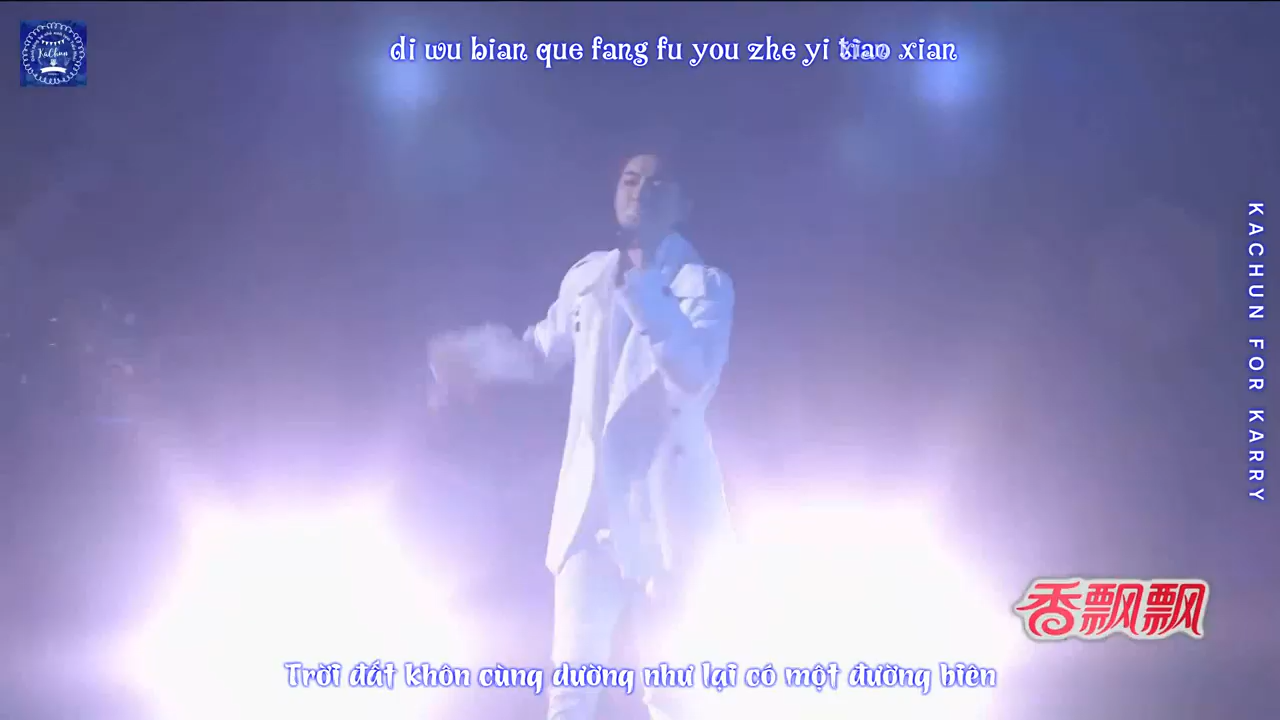 di wu bian que fang fu you zhe yi tiao xian
Kachun
KACHUN FOR KARRY
香飘飘
Trời đất khôn cùng dường như lại có một đường biên